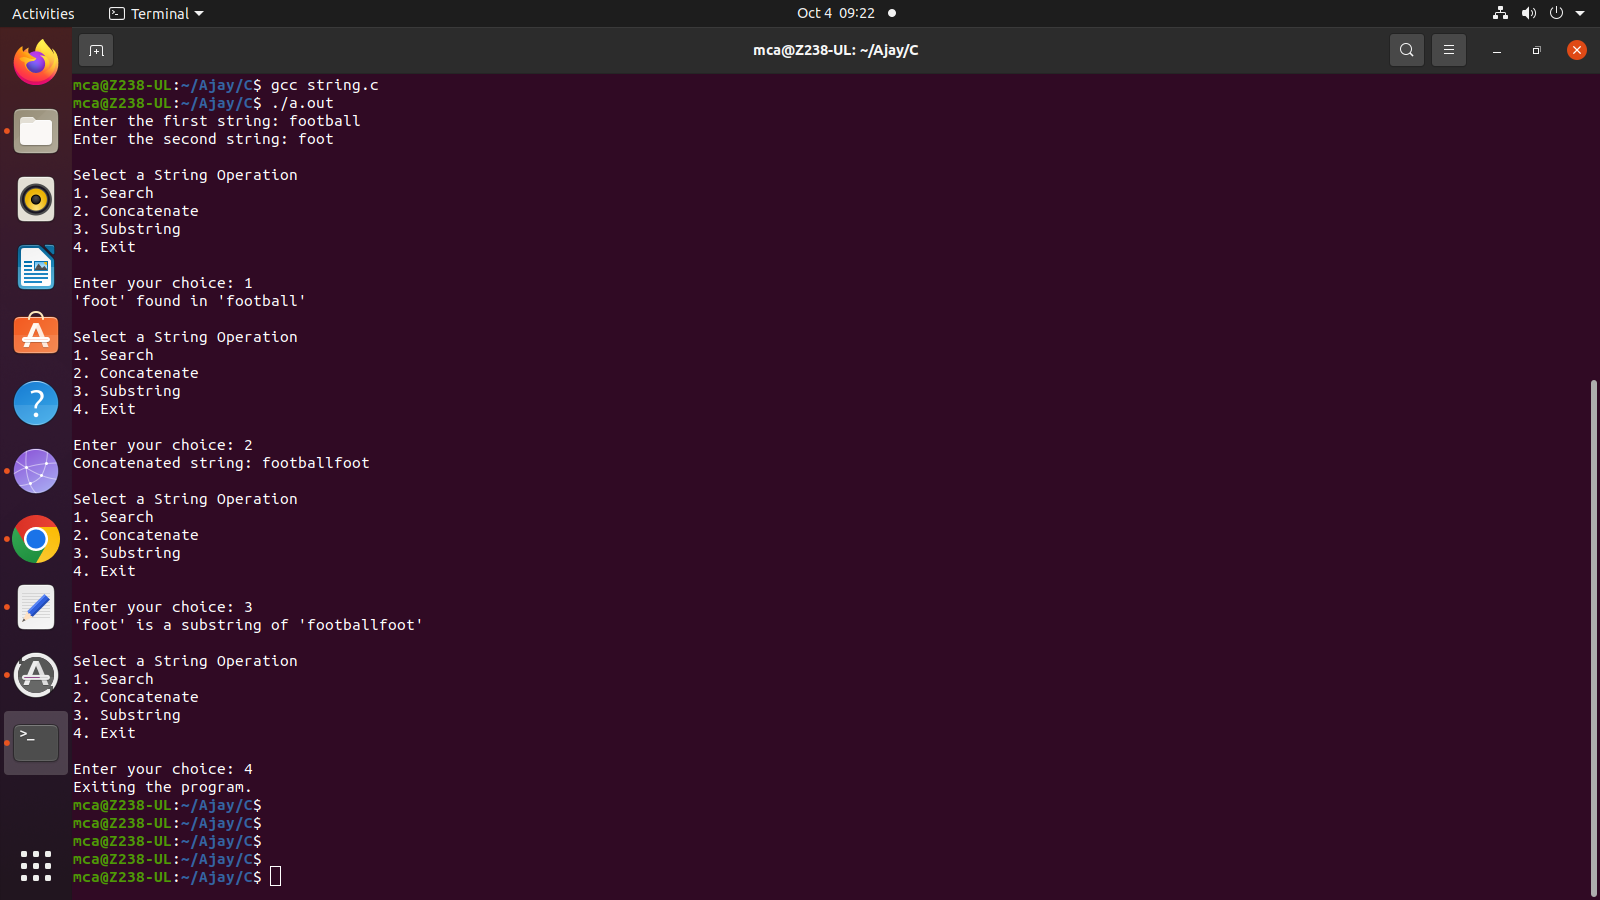 Activities
Terminal
Oct 4 09:22
mca@Z238-UL: ~/Ajay/C
mca@Z238-UL:~/Ajay/C$ gcc string.c
mca@Z238-UL:~/Ajay/C$ ./a.out
Enter the first string: football
Enter the second string: foot
Select a String Operation
1. Search
2. Concatenate
3. Substring
4. Exit
Enter your choice: 1
'foot' found in 'football'
Select a String Operation
1. Search
2. Concatenate
3. Substring
4. Exit
Enter your choice: 2
Concatenated string: footballfoot
Select a String Operation
1. Search
2. Concatenate
3. Substring
4. Exit
Enter your choice: 3
'foot' is a substring of 'footballfoot'
Select a String Operation
1. Search
2. Concatenate
3. Substring
4. Exit
Enter your choice: 4
Exiting the program.
mca@Z238-UL:~/Ajay/C$
mca@Z238-UL:~/Ajay/C$
mca@Z238-UL:~/Ajay/C$
mca@Z238-UL:~/Ajay/C$
mca@Z238-UL:~/Ajay/C$